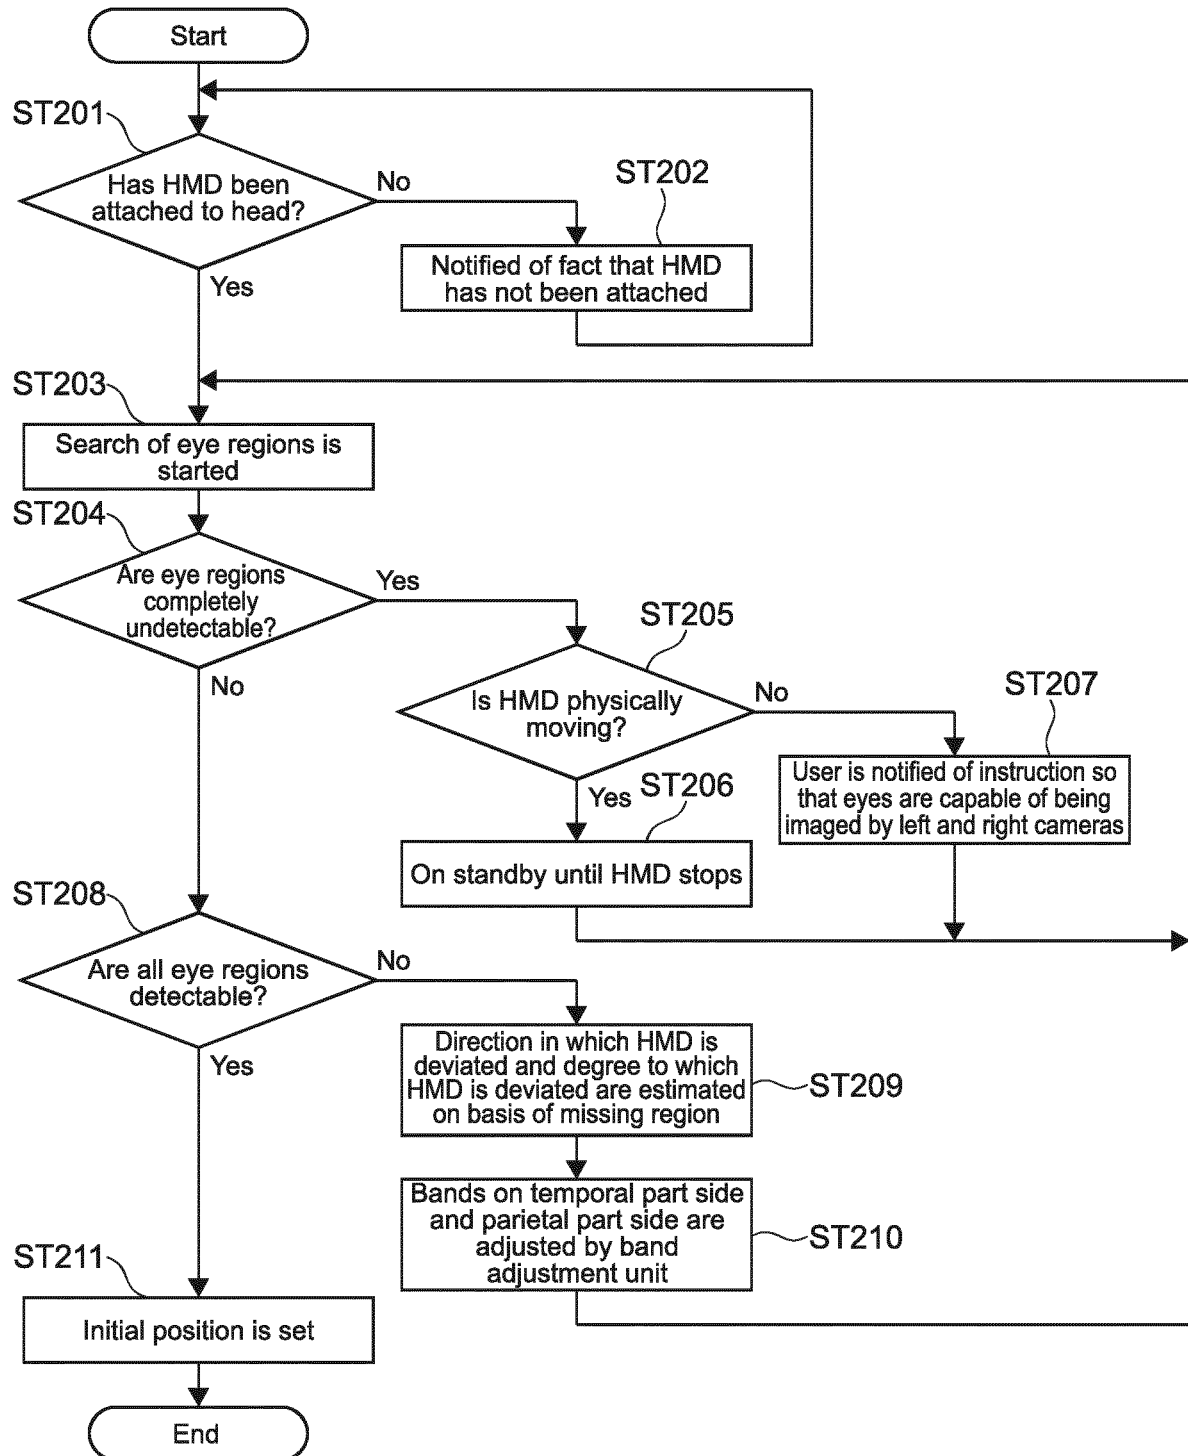 Start
ST201
Has HMD been
attached to head?
No
Yes
ST202
Notified of fact that HMD
has not been attached
ST203
Search of eye regions is
started
ST204
Are eye regions
completely
undetectable?
Yes
No
ST205
Is HMD physically
moving?
No
Yes
ST207
User is notified of instruction so
that eyes are capable of being
imaged by left and right cameras
ST206
On standby until HMD stops
ST208
Are all eye regions
detectable?
No
Yes
Direction in which HMD is
deviated and degree to which
HMD is deviated are estimated
on basis of missing region
ST209
Bands on temporal part side
and parietal part side are
adjusted by band
adjustment unit
ST210
ST211
Initial position is set
End